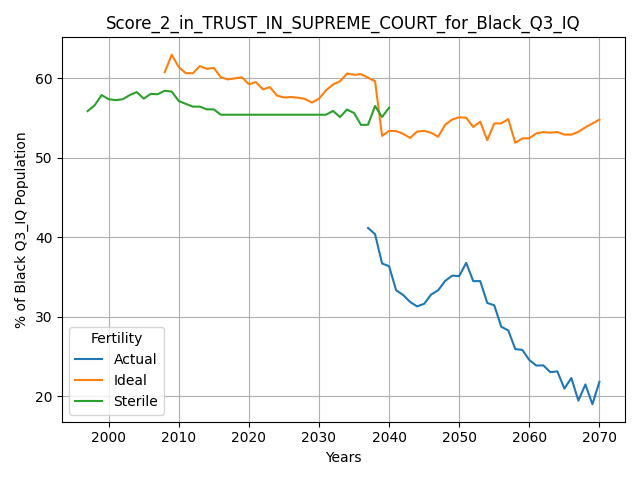 Score_2_in_TRUST_IN_SUPREME_COURT_for_Black_Q3_IQ
% of Black Q3_IQ Population
60
50
40
30
20
Fertility
Actual
Ideal
Sterile
2000 2010 2020 2030 2040 2050 2060 2070
Years